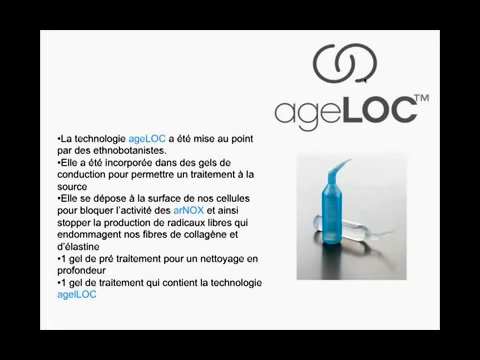 ageLOC™
•La technologie ageLOC a été mise au point
par des ethnobotanistes.
•Elle a été incorporée dans des gels de
conduction pour permettre un traitement à la
source
•Elle se dépose à la surface de nos cellules
pour bloquer l'activité des arNOX et ainsi
stopper la production de radicaux libres qui
endommagent nos fibres de collagène et
d'élastine
•1 gel de pré traitement pour un nettoyage en
profondeur
•1 gel de traitement qui contient la technologie
agelLOC